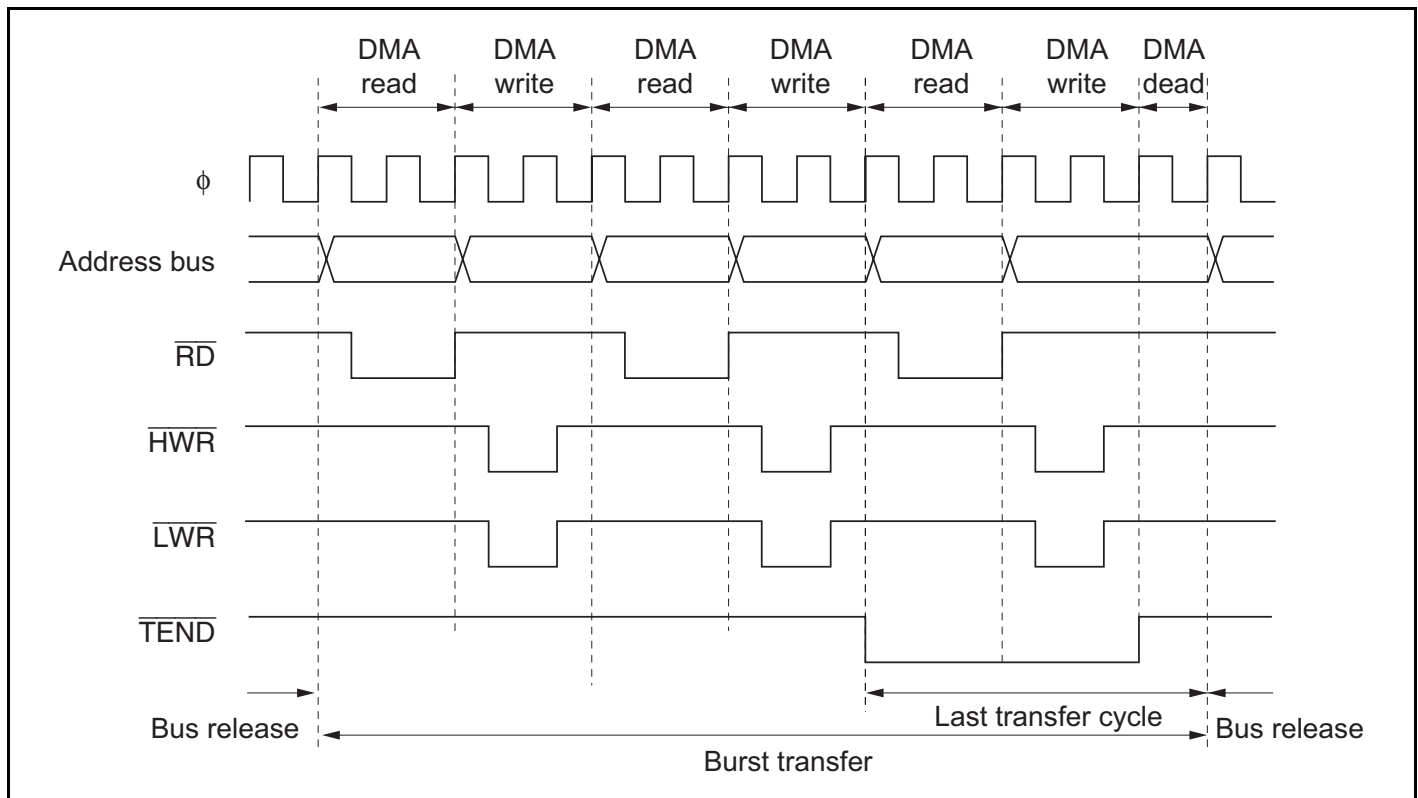 DMA read
DMA write
DMA read
DMA write
DMA read
DMA write
DMA dead
ϕ
Address bus
RD
HWR
LWR
TEND
Bus release
Last transfer cycle
Bus release
Burst transfer